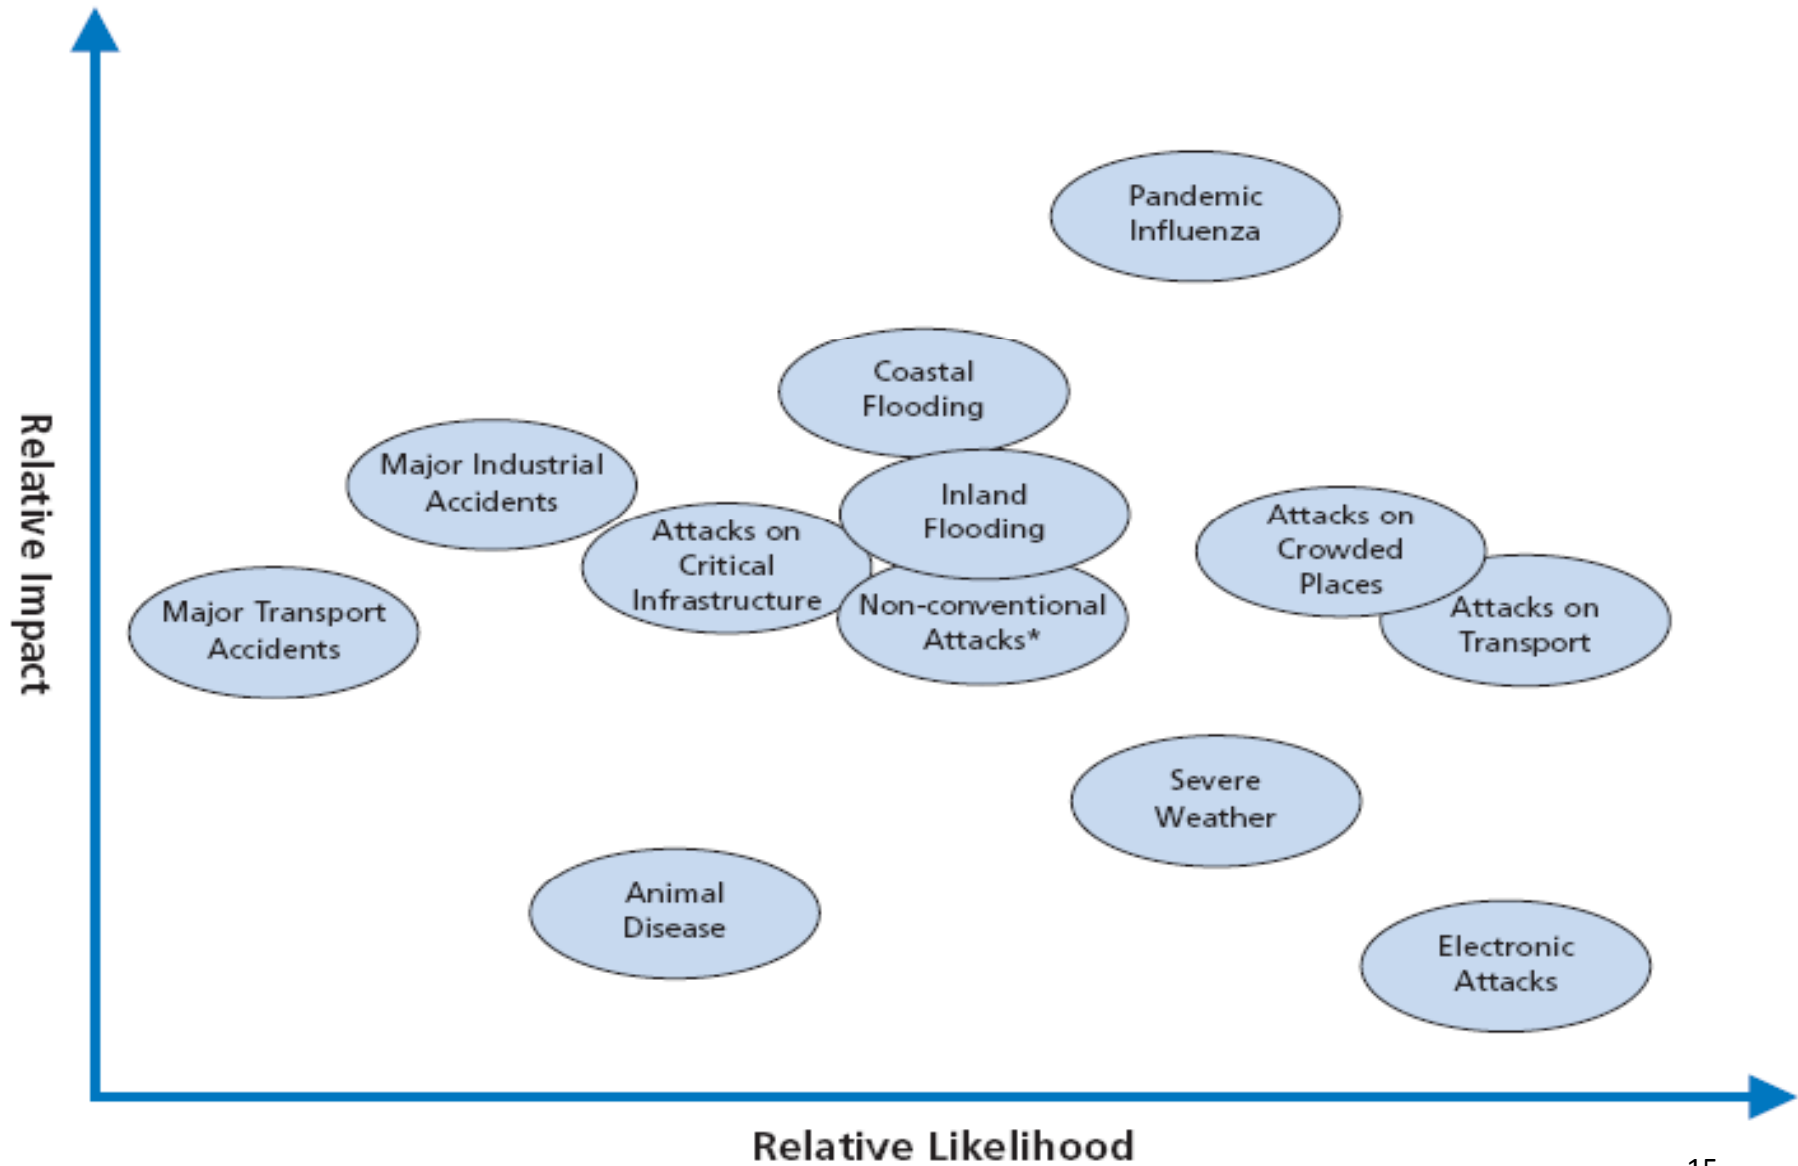 Pandemic
Influenza
Coastal
Flooding
Major Industrial
Accidents
Inland
Flooding
Attacks on
Critical
Infrastructure
Attacks on
Crowded
Places
Major Transport
Accidents
Non-conventional
Attacks*
Attacks on
Transport
Severe
Weather
Animal
Disease
Electronic
Attacks
Relative Impact
Relative Likelihood
15